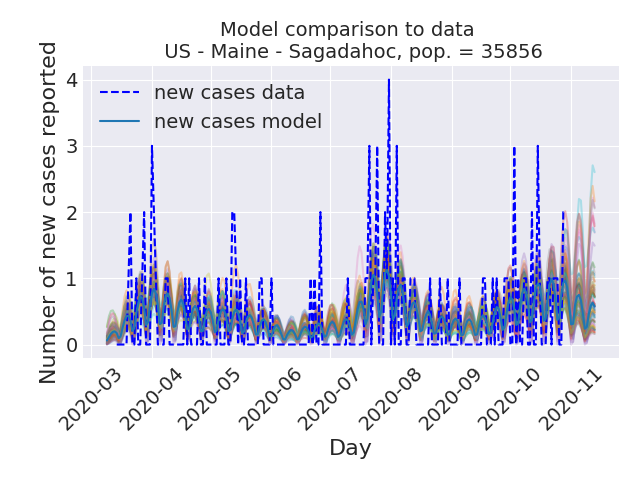 Model comparison to data
US - Maine - Sagadahoc, pop. = 35856
new cases data
new cases model
Number of new cases reported
4
3
2
1
0
2020-03
2020-04
2020-05
2020-06
2020-07
2020-08
2020-09
2020-10
2020-11
Day